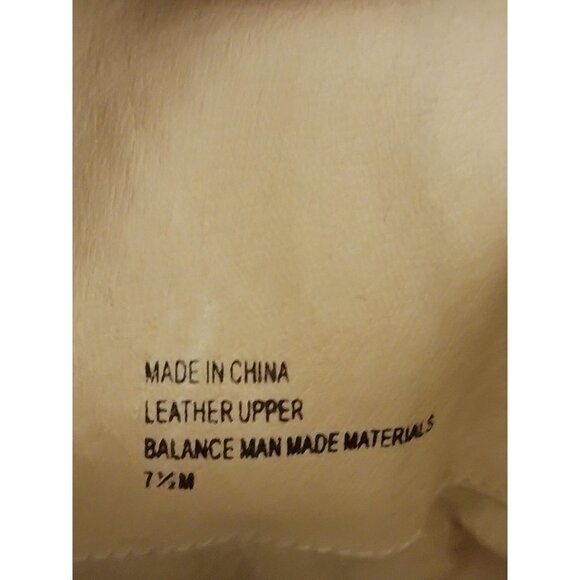 MADE IN CHINA
LEATHER UPPER
BALANCE MAN MADE MATERIALS
7½M